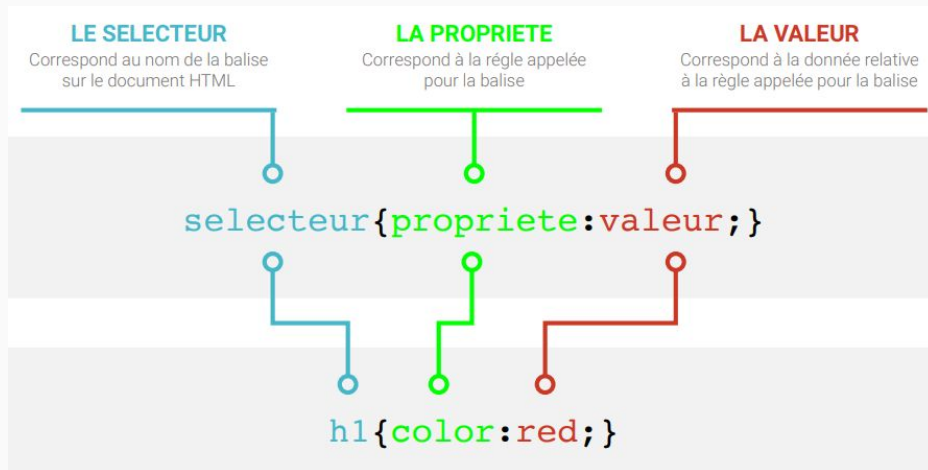 LE SELECTEUR
Correspond au nom de la balise
sur le document HTML
LA PROPRIETE
Correspond à la régle appelée
pour la balise
LA VALEUR
Correspond à la donnée relative
à la règle appelée pour la balise
selecteur{propriete:valeur;}
h1{color:red;}